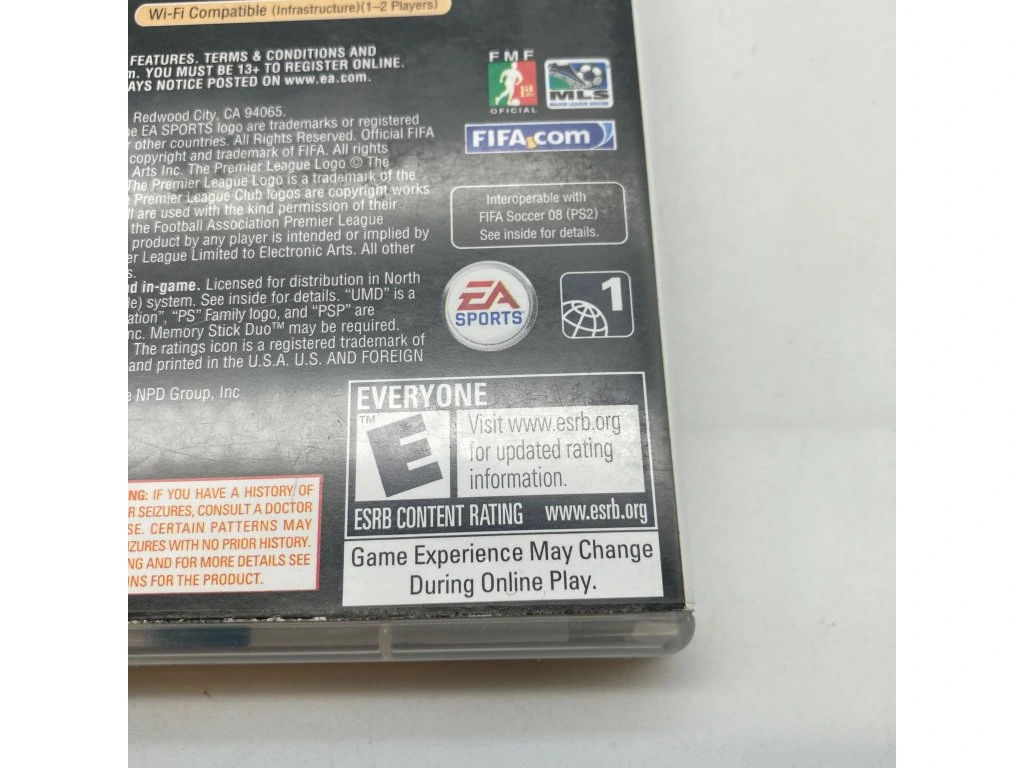 Wi-Fi Compatible (Infrastructure)(1–2 Players)
FEATURES. TERMS & CONDITIONS AND
YOU MUST BE 13+ TO REGISTER ONLINE.
NOTICE POSTED ON www.ea.com.
Redwood City, CA 94065.
EA SPORTS logo are trademarks or registered
other countries. All Rights Reserved. Official FIFA
copyright and trademark of FIFA. All rights
Arts Inc. The Premier League Logo © The
The Premier League Logo is a trademark of the
Premier League Club logos are copyright works
are used with the kind permission of their
the Football Association Premier League
product by any player is intended or implied by
League Limited to Electronic Arts. All other
in-game. Licensed for distribution in North
system. See inside for details. “UMD” is a
“PS” Family logo, and “PSP” are
Memory Stick Duo™ may be required.
The ratings icon is a registered trademark of
and printed in the U.S.A. U.S. AND FOREIGN
NPD Group, Inc
FMF
1a
OFICIAL
MLS
MAJOR LEAGUE SOCCER
FIFA.com
Interoperable with
FIFA Soccer 08 (PS2)
See inside for details.
EA
SPORTS™
1
EVERYONE
TM
E
Visit www.esrb.org
for updated rating
information.
ESRB CONTENT RATING www.esrb.org
Game Experience May Change
During Online Play.
IF YOU HAVE A HISTORY OF
SEIZURES, CONSULT A DOCTOR
CERTAIN PATTERNS MAY
WITH NO PRIOR HISTORY.
AND FOR MORE DETAILS SEE
FOR THE PRODUCT.